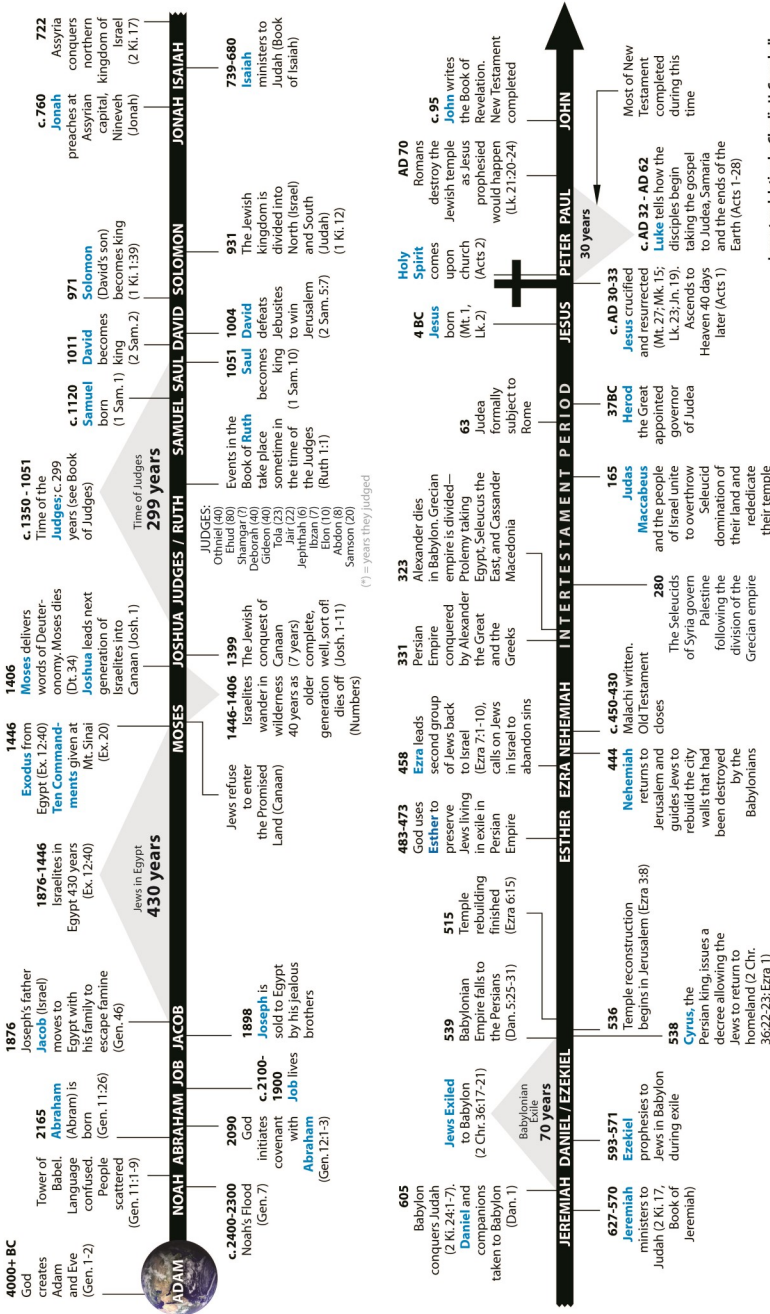 4000+ BC
God
creates
Adam
and Eve
(Gen. 1-2)
Tower of
Babel.
Language
confused.
People
scattered
(Gen. 11:1-9)
2165
Abraham
(Abram) is
born
(Gen. 11:26)
1876
Joseph's father
Jacob (Israel)
moves to
Egypt with
his family to
escape famine
(Gen. 46)
1876-1446
Israelites in
Egypt 430 years
(Ex. 12:40)
Jews in Egypt
430 years
1446
Exodus from
Egypt (Ex. 12:40)
Ten Command-
ments given at
Mt. Sinai
(Ex. 20)
1406
Moses delivers
words of Deuter-
onomy. Moses dies
(Dt. 34)
Joshua leads next
generation of
Israelites into
Canaan (Josh. 1)
c.1350 - 1051
Time of the
Judges; c.299
years (see Book
of Judges)
Time of Judges
299 years
c.1120
Samuel
born
(1 Sam. 1)
1011
David
becomes
king
(2 Sam. 2)
971
Solomon
(David's son)
becomes king
(1 Ki. 1:39)
c.760
Jonah
preaches at
Assyrian
capital,
Nineveh
(Jonah)
722
Assyria
conquers
northern
kingdom of
Israel
(2 Ki. 17)
ADAM NOAH ABRAHAM JOB JACOB MOSES JOSHUA JUDGES / RUTH SAMUEL SAUL DAVID SOLOMON JONAH ISAIAH
c.2400-2300
Noah's Flood
(Gen. 7)
2090
God
initiates
covenant
with
Abraham
(Gen. 12:1-3)
c.2100-
1900
Job lives
1898
Joseph is
sold to Egypt
by his jealous
brothers
Jews refuse
to enter
the Promised
Land (Canaan)
1446-1406
Israelites
wander in
wilderness
40 years as
older
generation
dies off
(Numbers)
1399
The Jewish
conquest of
Canaan
(7 years)
complete,
well, sort of!
(Josh. 1-11)
JUDGES:
Othniel (40)
Ehud (80)
Shamgar (?)
Deborah (40)
Gideon (40)
Tola (23)
Jair (22)
Jephthah (6)
Ibzan (7)
Elon (10)
Abdon (8)
Samson (20)
(*) = years they judged
Events in the
Book of Ruth
take place
sometime in
the time of
the Judges
(Ruth 1:1)
1051
Saul
becomes
king
(1 Sam. 10)
1004
David
defeats
Jebusites
to win
Jerusalem
(2 Sam. 5:7)
931
The Jewish
kingdom is
divided into
North (Israel)
and South
(Judah)
(1 Ki. 12)
739-680
Isaiah
ministers to
Judah (Book
of Isaiah)
605
Babylon
conquers Judah
(2 Ki. 24:1-7).
Daniel and
companions
taken to Babylon
(Dan. 1)
Jews Exiled
to Babylon
(2 Chr. 36:17-21)
Babylonian
Exile
70 years
539
Babylonian
Empire falls to
the Persians
(Dan. 5:25-31)
515
Temple
rebuilding
finished
(Ezra 6:15)
483-473
God uses
Esther to
preserve
Jews living
in exile in
Persian
Empire
458
Ezra leads
second group
of Jews back
to Israel
(Ezra 7:1-10),
calls on Jews
in Israel to
abandon sins
331
Persian
Empire
conquered
by Alexander
the Great
and the
Greeks
323
Alexander dies
in Babylon. Grecian
empire is divided—
Ptolemy taking
Egypt, Seleucus the
East, and Cassander
Macedonia
63
Judea
formally
subject to
Rome
4 BC
Jesus
born
(Mt. 1,
Lk. 2)
Holy
Spirit
comes
upon
church
(Acts 2)
AD 70
Romans
destroy the
Jewish temple
as Jesus
prophesied
would happen
(Lk. 21:20-24)
c.95
John writes
the Book of
Revelation.
New Testament
completed
JEREMIAH DANIEL / EZEKIEL ESTHER EZRA NEHEMIAH INTERTESTAMENT PERIOD JESUS PETER PAUL JOHN
627-570
Jeremiah
ministers to
Judah (2 Ki. 17,
Book of
Jeremiah)
593-571
Ezekiel
prophesies to
Jews in Babylon
during exile
538
Cyrus, the
Persian king, issues a
decree allowing the
Jews to return to
homeland (2 Chr.
36:22-23; Ezra 1)
536
Temple reconstruction
begins in Jerusalem (Ezra 3:8)
444
Nehemiah
returns to
Jerusalem and
guides Jews to
rebuild the city
walls that had
been destroyed
by the
Babylonians
c.450-430
Malachi written.
Old Testament
closes
280
The Seleucids
of Syria govern
Palestine
following the
division of the
Grecian empire
165
Judas
Maccabeus
and the people
of Israel unite
to overthrow
Seleucid
domination of
their land and
rededicate
their temple
37BC
Herod
the Great
appointed
governor
of Judea
c.AD 30-33
Jesus crucified
and resurrected
(Mt. 27; Mk. 15;
Lk. 23; Jn. 19).
Ascends to
Heaven 40 days
later (Acts 1)
30 years
c.AD 32 - AD 62
Luke tells how the
disciples begin
taking the gospel
to Judea, Samaria
and the ends of the
Earth (Acts 1-28)
Most of New
Testament
completed
during this
time